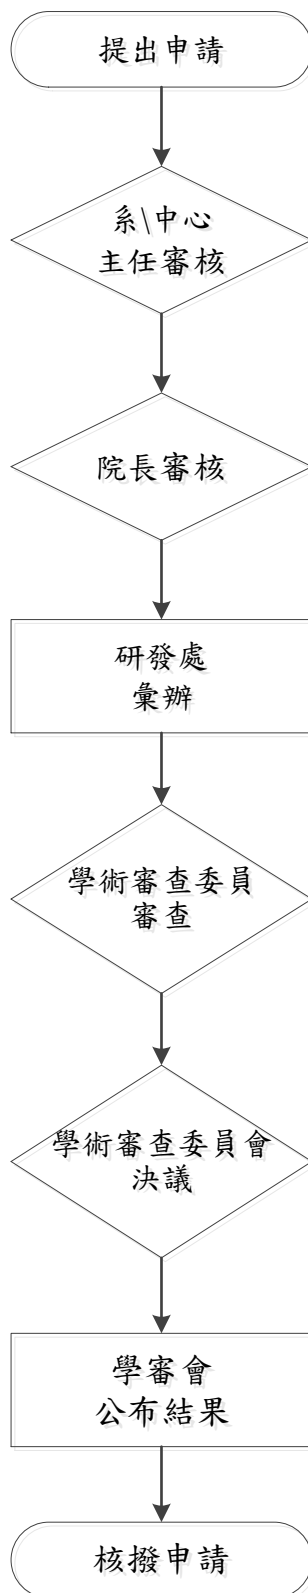 提出申請
系\中心
主任審核
院長審核
研發處
彙辦
學術審查委員
審查
學術審查委員會
決議
學審會
公布結果
核撥申請